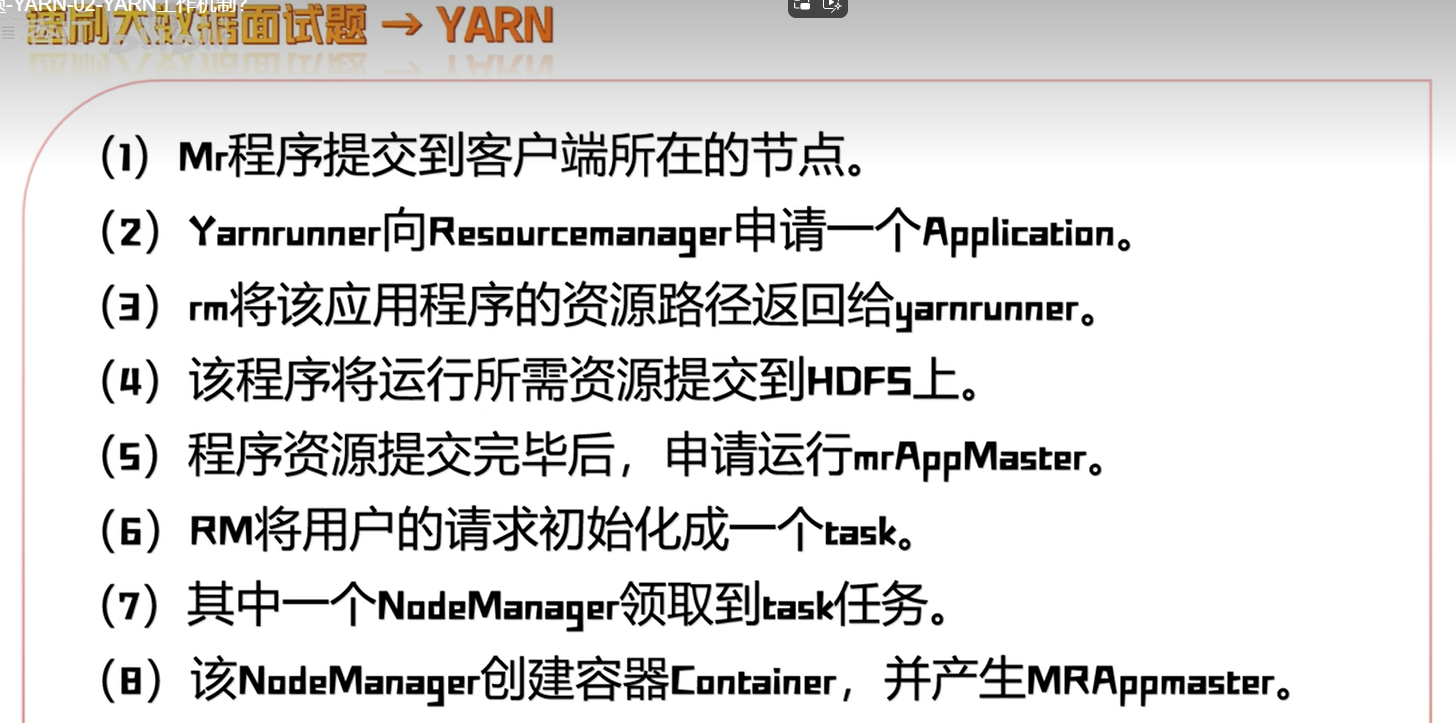 题-YARN-02-YARN工作机制?
大数据面试题 → YARN
(1) Mr程序提交到客户端所在的节点。
(2) Yarnrunner向Resourcemanager申请一个Application。
(3) rm将该应用程序的资源路径返回给yarnrunner。
(4) 该程序将运行所需资源提交到HDFS上。
(5) 程序资源提交完毕后，申请运行mrAppMaster。
(6) RM将用户的请求初始化成一个task。
(7) 其中一个NodeManager领取到task任务。
(8) 该NodeManager创建容器Container，并产生MRAppmaster。